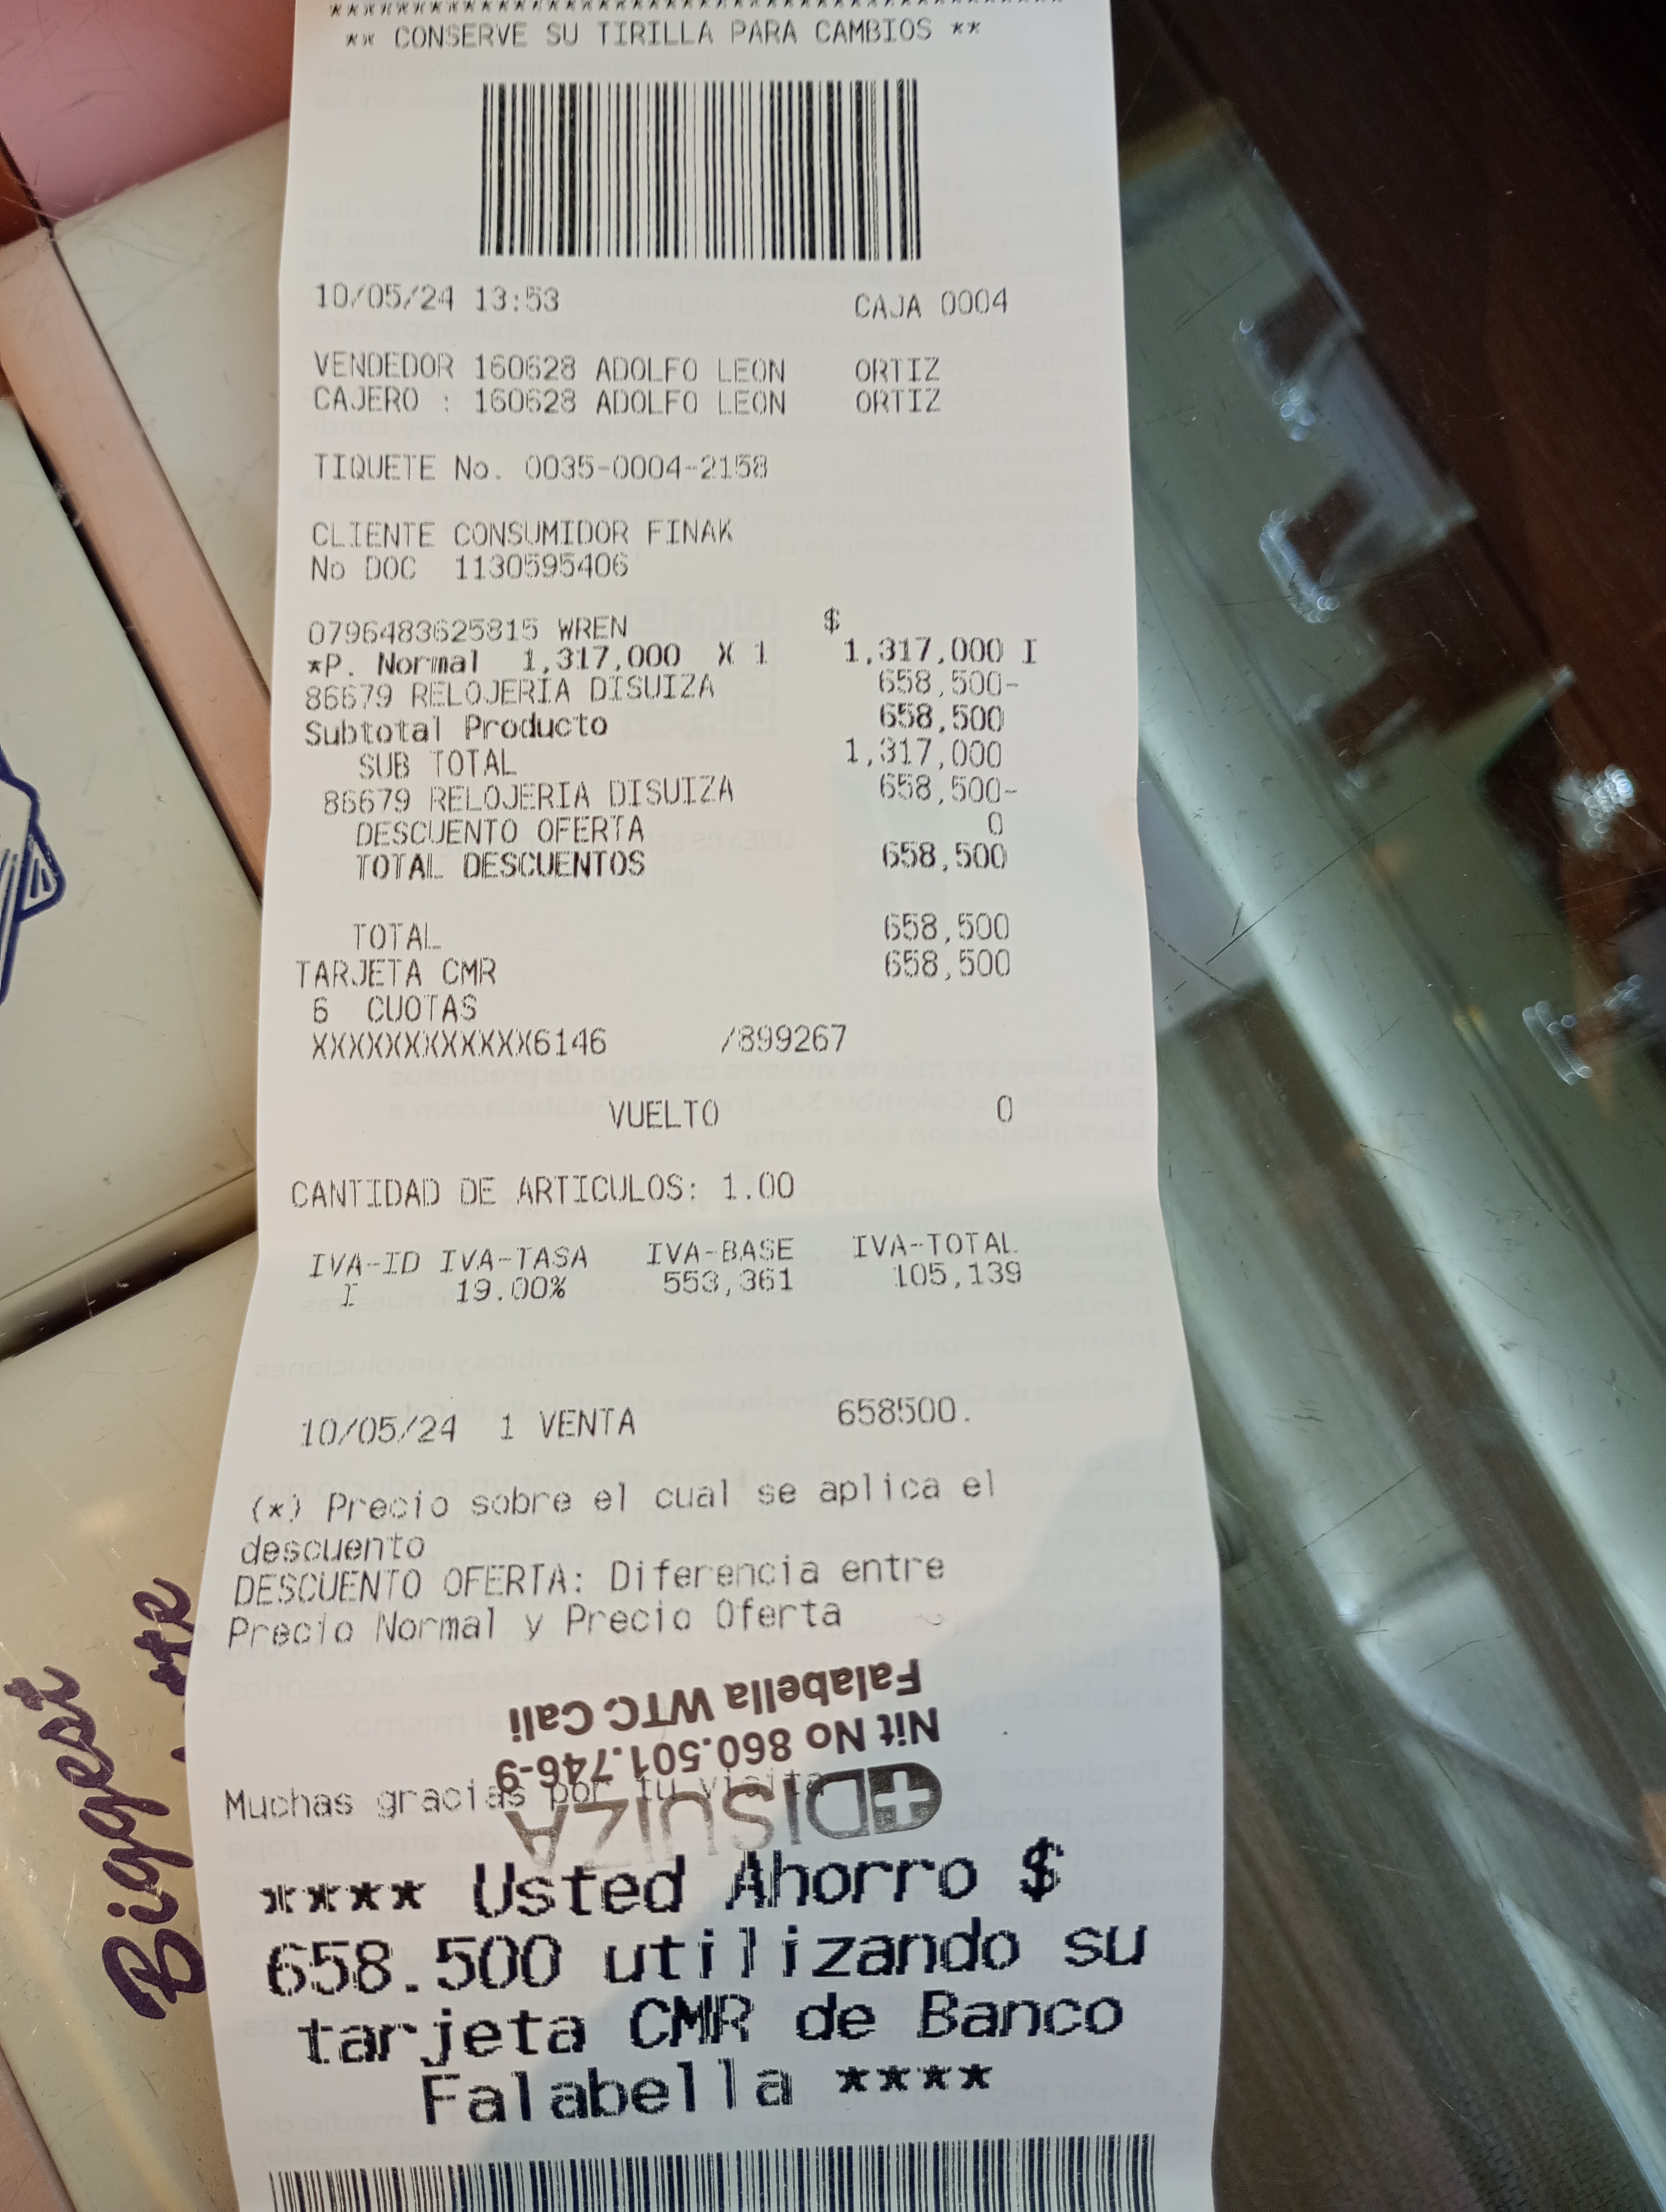 ** CONSERVE SU TIRILLA PARA CAMBIOS **
10/05/24 13:53 CAJA 0004
VENDEDOR 160628 ADOLFO LEON ORTIZ
CAJERO : 160628 ADOLFO LEON ORTIZ
TIQUETE No. 0035-0004-2158
CLIENTE CONSUMIDOR FINAK
No DOC 1130595406
0796483625815 WREN $
*P. Normal 1,317,000 X 1 1,317,000 I
86679 RELOJERIA DISUIZA 658,500-
Subtotal Producto 658,500
SUB TOTAL 1,317,000
86679 RELOJERIA DISUIZA 658,500-
DESCUENTO OFERTA 0
TOTAL DESCUENTOS 658,500
TOTAL 658,500
TARJETA CMR 658,500
6 CUOTAS
XXXXXXXXXXXX6146 /899267
VUELTO 0
CANTIDAD DE ARTICULOS: 1.00
IVA-ID IVA-TASA IVA-BASE IVA-TOTAL
I 19.00% 553,361 105,139
10/05/24 1 VENTA 658500.
(*) Precio sobre el cual se aplica el
descuento
DESCUENTO OFERTA: Diferencia entre
Precio Normal y Precio Oferta
Muchas gracias por tu visita
DISUIZA
Nit No 860.501.746-9
Falabella WTC Cali
**** Usted Ahorro $
658.500 utilizando su
tarjeta CMR de Banco
Falabella ****
Biggest